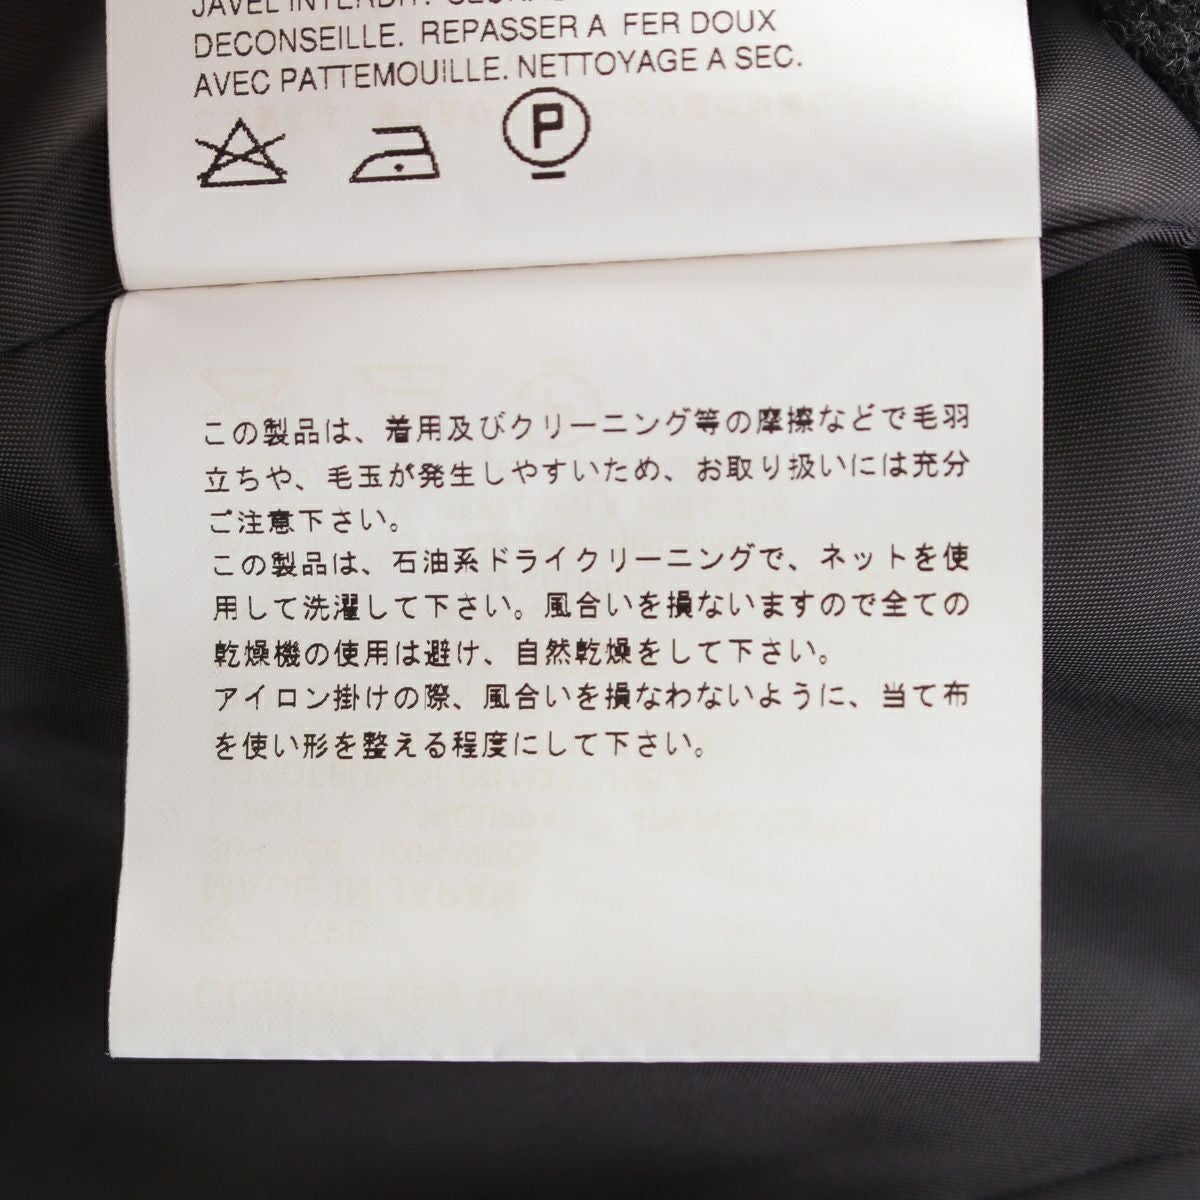 JAVEL INTERDIT.
DECONSEILLE. REPASSER A FER DOUX
AVEC PATTEMOUILLE. NETTOYAGE A SEC.
P
この製品は、着用及びクリーニング等の摩擦などで毛羽
立ちや、毛玉が発生しやすいため、お取り扱いには充分
ご注意下さい。
この製品は、石油系ドライクリーニングで、ネットを使
用して洗濯して下さい。風合いを損ないますので全ての
乾燥機の使用は避け、自然乾燥をして下さい。
アイロン掛けの際、風合いを損なわないように、当て布
を使い形を整える程度にして下さい。
MADE IN JAPAN